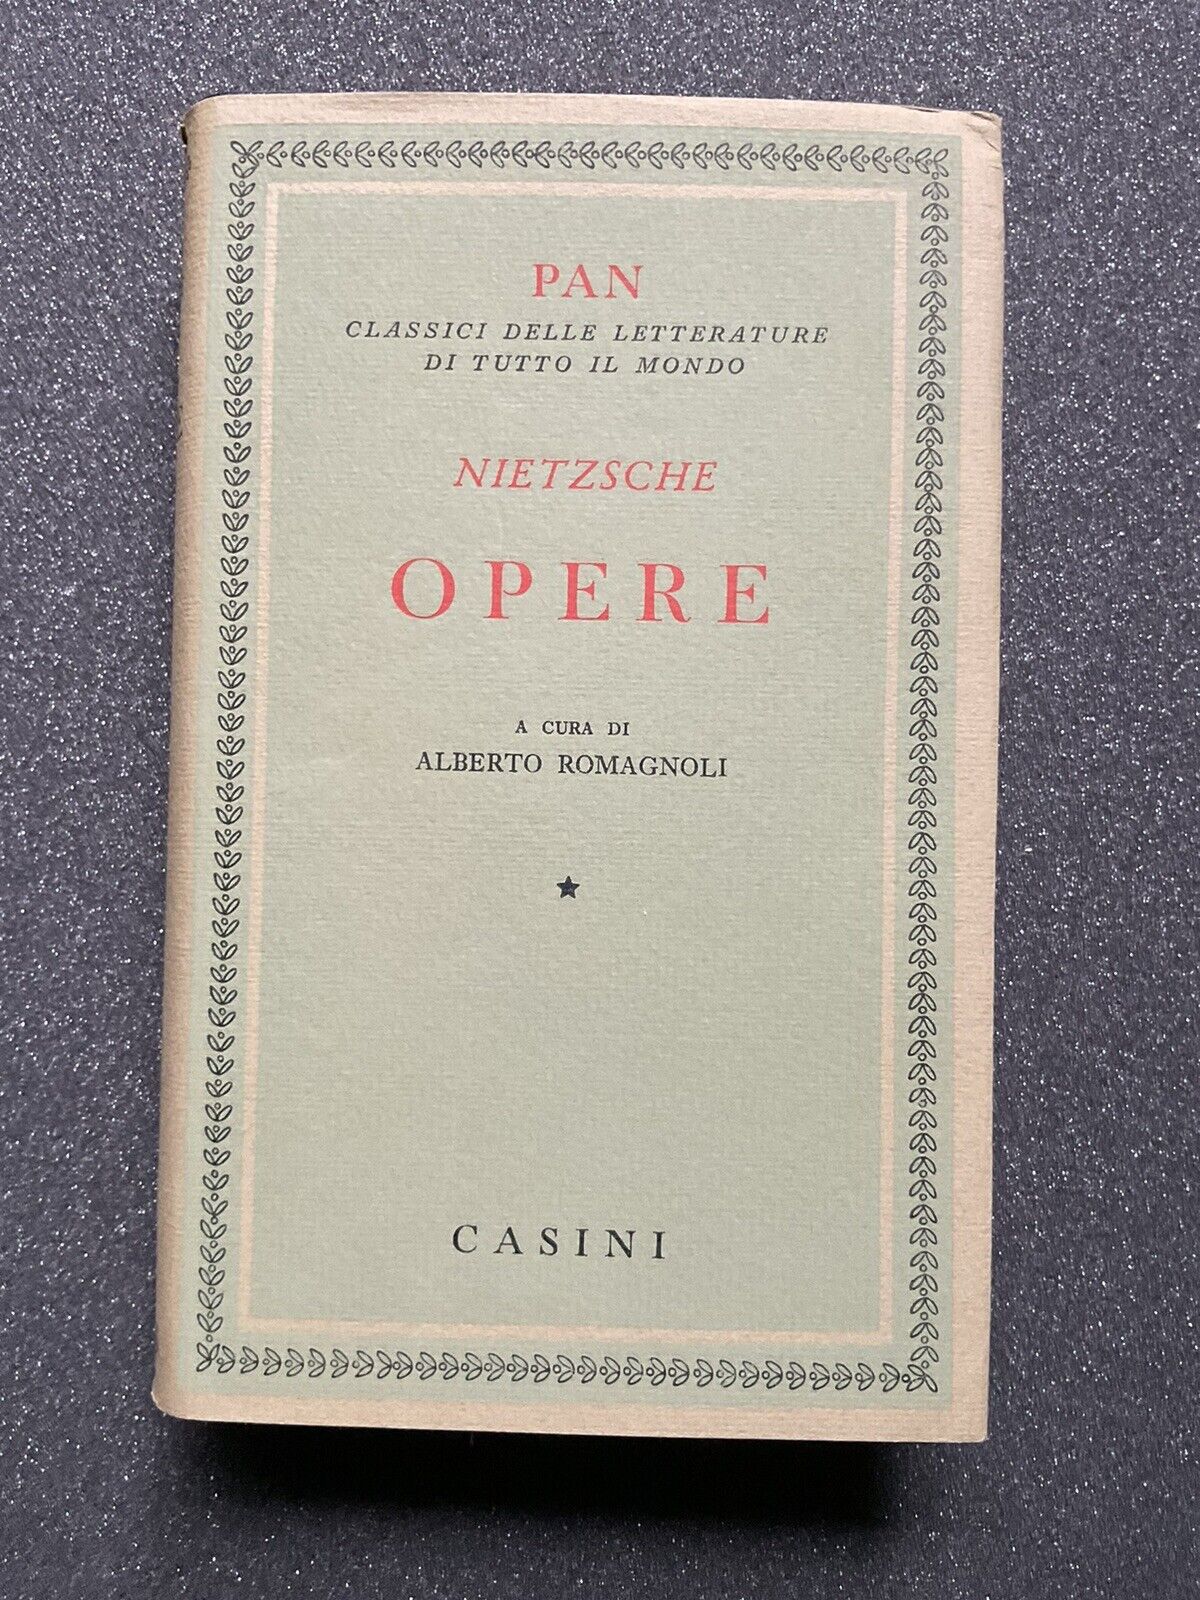 PAN
CLASSICI DELLE LETTERATURE
DI TUTTO IL MONDO
NIETZSCHE
OPERE
A CURA DI
ALBERTO ROMAGNOLI
CASINI